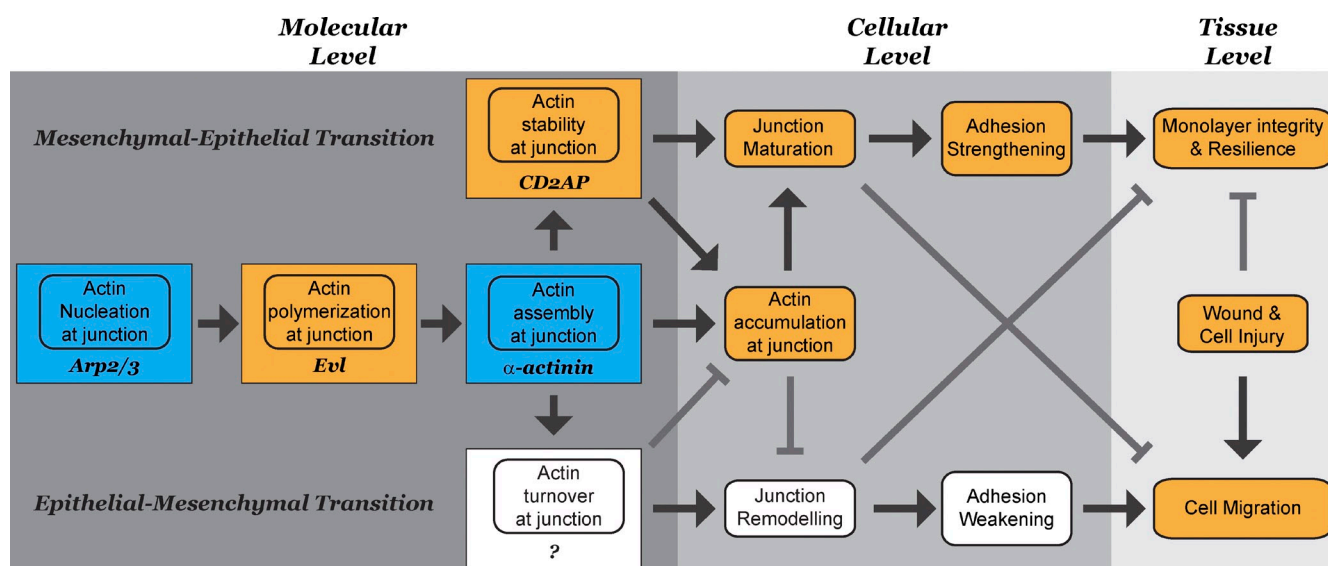 Molecular
Level
Cellular
Level
Tissue
Level
Mesenchymal-Epithelial Transition
Actin
stability
at junction
CD2AP
Junction
Maturation
Adhesion
Strengthening
Monolayer integrity
& Resilience
Actin
Nucleation
at junction
Arp2/3
Actin
polymerization
at junction
Evl
Actin
assembly
at junction
α-actinin
Actin
accumulation
at junction
Wound &
Cell Injury
Epithelial-Mesenchymal Transition
Actin
turnover
at junction
?
Junction
Remodelling
Adhesion
Weakening
Cell Migration